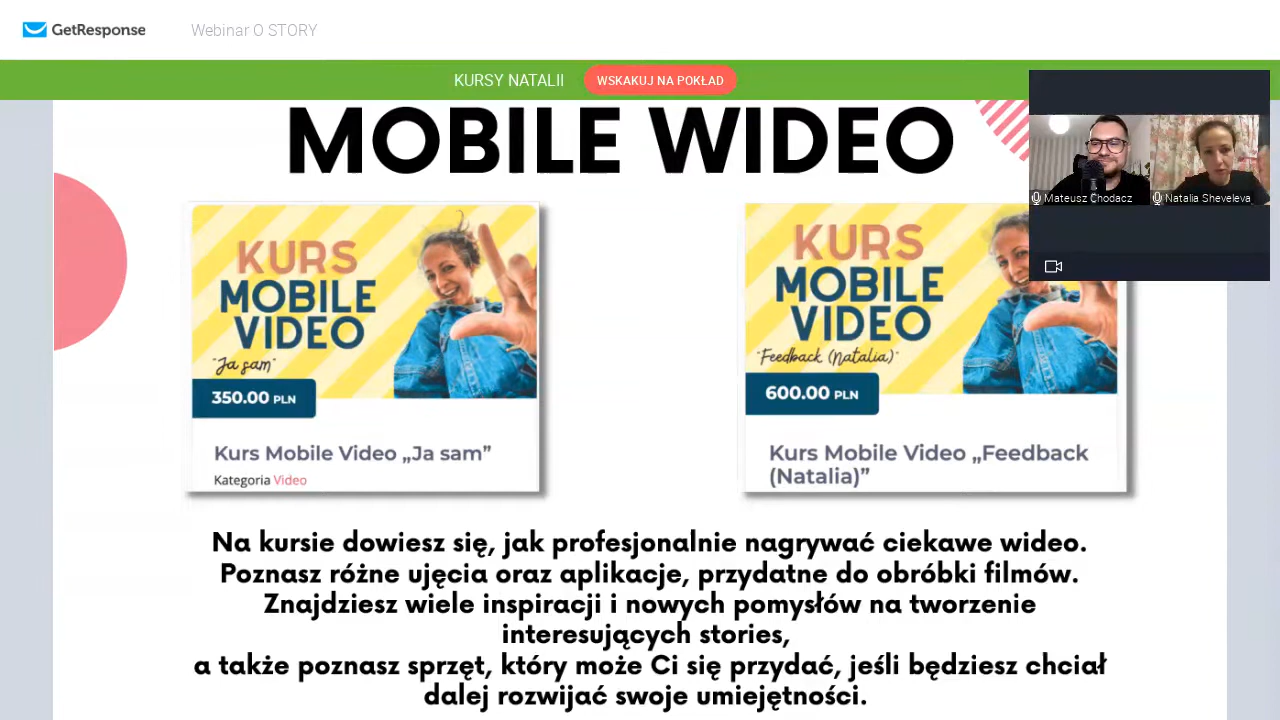 GetResponse
Webinar O STORY
KURSY NATALII
WSKAKUJ NA POKŁAD
MOBILE WIDEO
Mateusz Chodacz
Natalia Sheveleva
KURS
MOBILE
VIDEO
"Ja sam"
350.00 PLN
Kurs Mobile Video „Ja sam”
Kategoria Video
KURS
MOBILE
VIDEO
"Feedback (Natalia)"
600.00 PLN
Kurs Mobile Video „Feedback
(Natalia)”
Na kursie dowiesz się, jak profesjonalnie nagrywać ciekawe wideo.
Poznasz różne ujęcia oraz aplikacje, przydatne do obróbki filmów.
Znajdziesz wiele inspiracji i nowych pomysłów na tworzenie
interesujących stories,
a także poznasz sprzęt, który może Ci się przydać, jeśli będziesz chciał
dalej rozwijać swoje umiejętności.